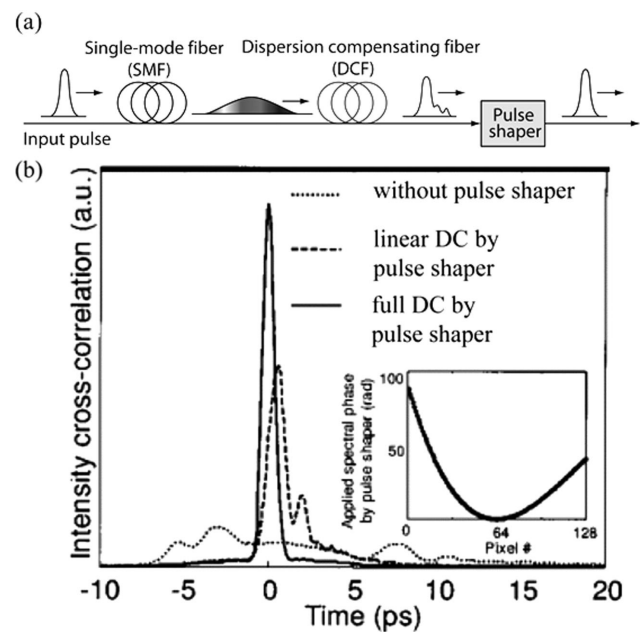 (a)
Single-mode fiber
(SMF)
Dispersion compensating fiber
(DCF)
Input pulse
Pulse
shaper
(b)
Intensity cross-correlation (a.u.)
without pulse shaper
linear DC by
pulse shaper
full DC by
pulse shaper
Applied spectral phase
by pulse shaper (rad)
100
50
0
0 64 128
Pixel #
-10 -5 0 5 10 15 20
Time (ps)